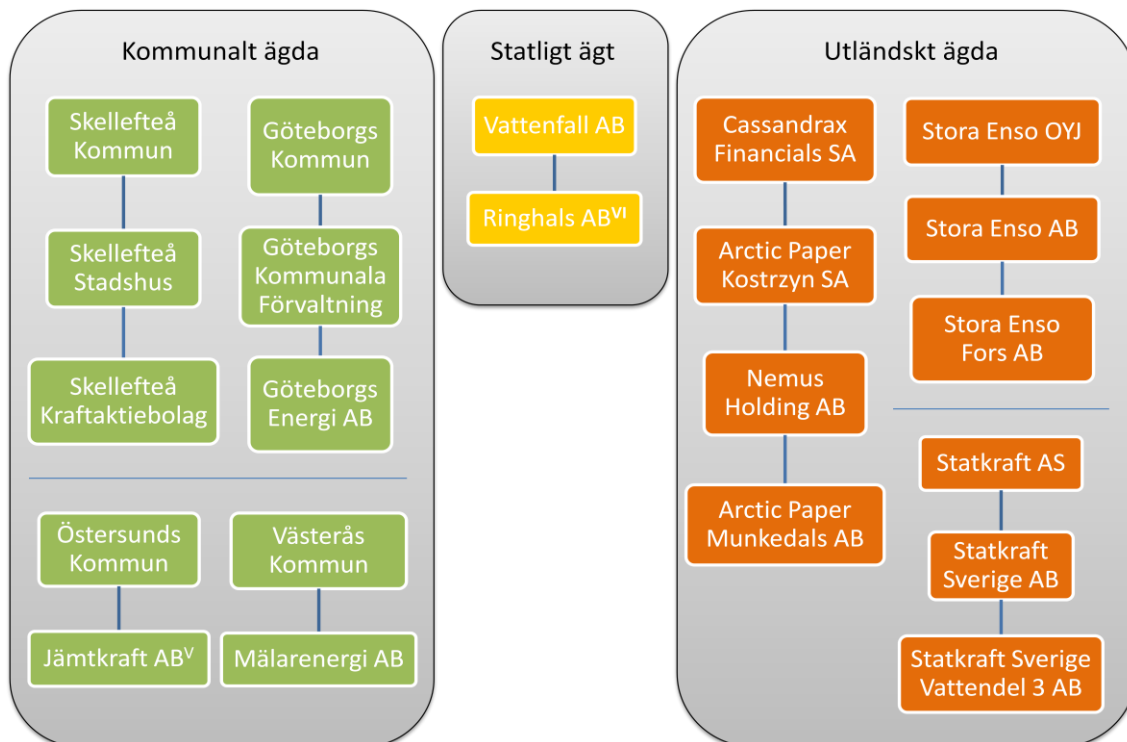 Kommunalt ägda
Skellefteå
Kommun
Skellefteå
Stadshus
Skellefteå
Kraftaktiebolag
Göteborgs
Kommun
Göteborgs
Kommunala
Förvaltning
Göteborgs
Energi AB
Östersunds
Kommun
Jämtkraft ABⱽ
Västerås
Kommun
Mälarenergi AB
Statligt ägt
Vattenfall AB
Ringhals ABⱽᴵ
Utländskt ägda
Cassandrax
Financials SA
Arctic Paper
Kostrzyn SA
Nemus
Holding AB
Arctic Paper
Munkedals AB
Stora Enso OYJ
Stora Enso AB
Stora Enso
Fors AB
Statkraft AS
Statkraft
Sverige AB
Statkraft Sverige
Vattendel 3 AB